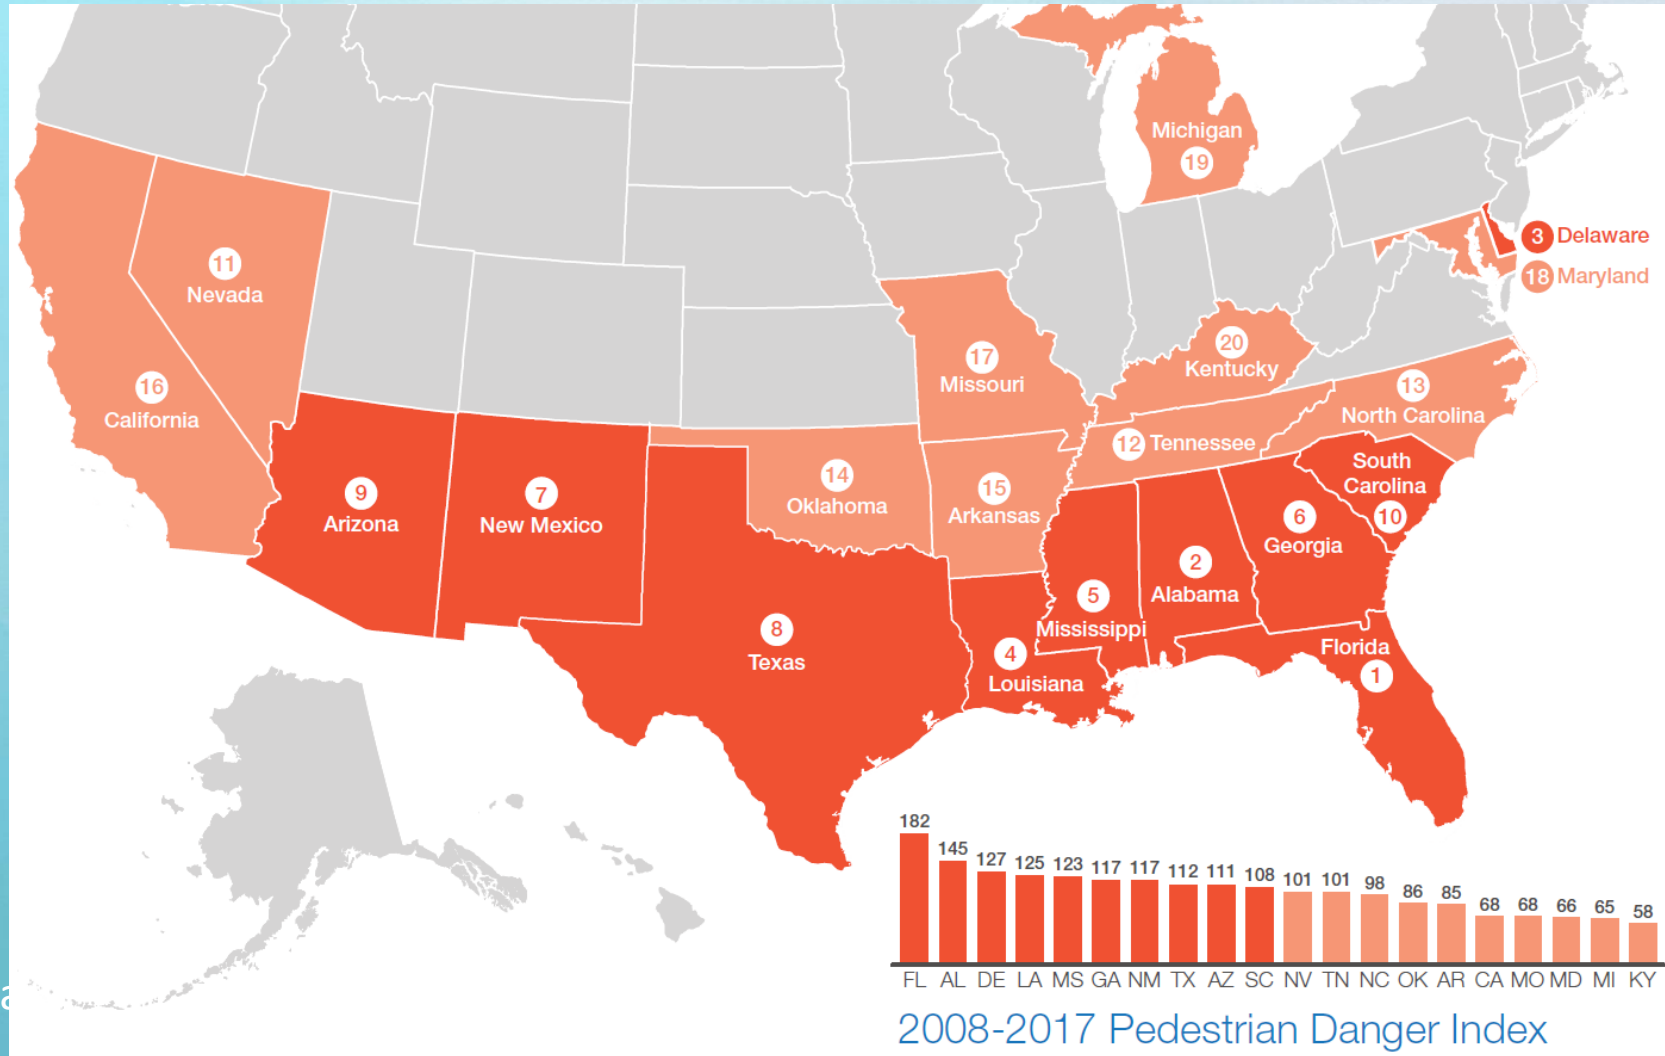 Michigan
19
3 Delaware
18 Maryland
11
Nevada
20
Kentucky
17
Missouri
16
California
13
North Carolina
12 Tennessee
South
Carolina
10
14
Oklahoma
15
Arkansas
9
Arizona
7
New Mexico
6
Georgia
2
Alabama
5
Mississippi
8
Texas
4
Louisiana
Florida
1
182 145 127 125 123 117 117 112 111 108 101 101 98 86 85 68 68 66 65 58
FL AL DE LA MS GA NM TX AZ SC NV TN NC OK AR CA MO MD MI KY
2008-2017 Pedestrian Danger Index